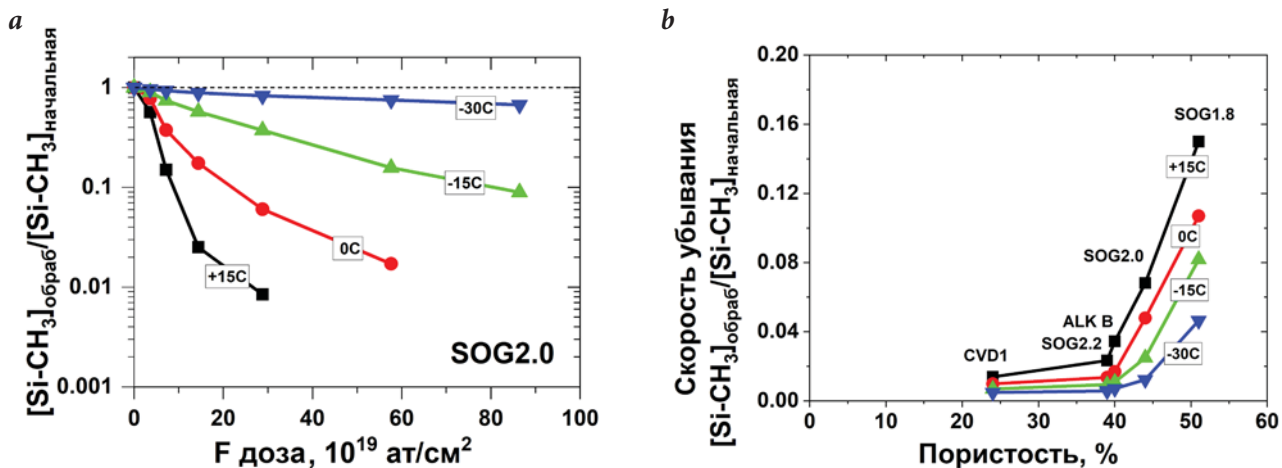 a
[Si-CH3]обраб/[Si-CH3]начальная
1
0.1
0.01
0.001
-30C
-15C
0C
+15C
SOG2.0
0
20
40
60
80
100
F доза, 10^19 ат/см^2
b
Скорость убывания
[Si-CH3]обраб/[Si-CH3]начальная
0.20
0.16
0.12
0.08
0.04
0.00
SOG1.8
+15C
0C
SOG2.0
-15C
ALK B
SOG2.2
-30C
CVD1
0
10
20
30
40
50
60
Пористость, %